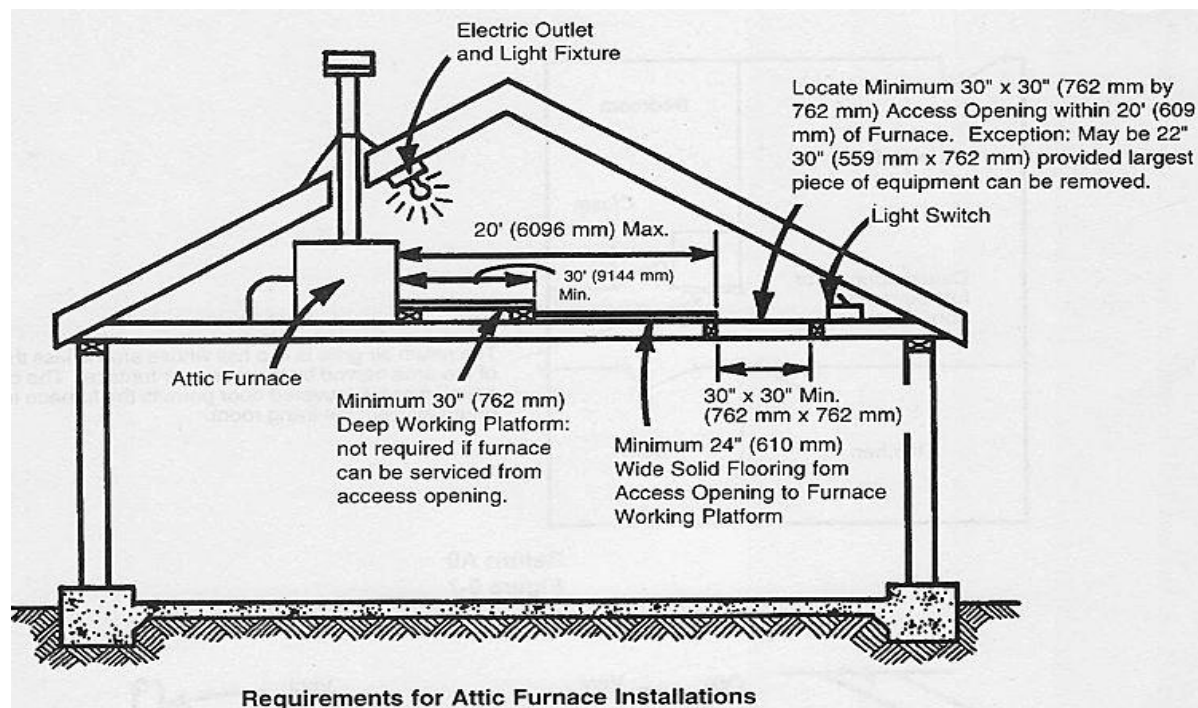 Electric Outlet
and Light Fixture
Locate Minimum 30" x 30" (762 mm by
762 mm) Access Opening within 20' (609
mm) of Furnace. Exception: May be 22"
30" (559 mm x 762 mm) provided largest
piece of equipment can be removed.
Light Switch
20' (6096 mm) Max.
30' (9144 mm)
Min.
Attic Furnace
Minimum 30" (762 mm)
Deep Working Platform:
not required if furnace
can be serviced from
acceess opening.
30" x 30" Min.
(762 mm x 762 mm)
Minimum 24" (610 mm)
Wide Solid Flooring fom
Access Opening to Furnace
Working Platform
Requirements for Attic Furnace Installations